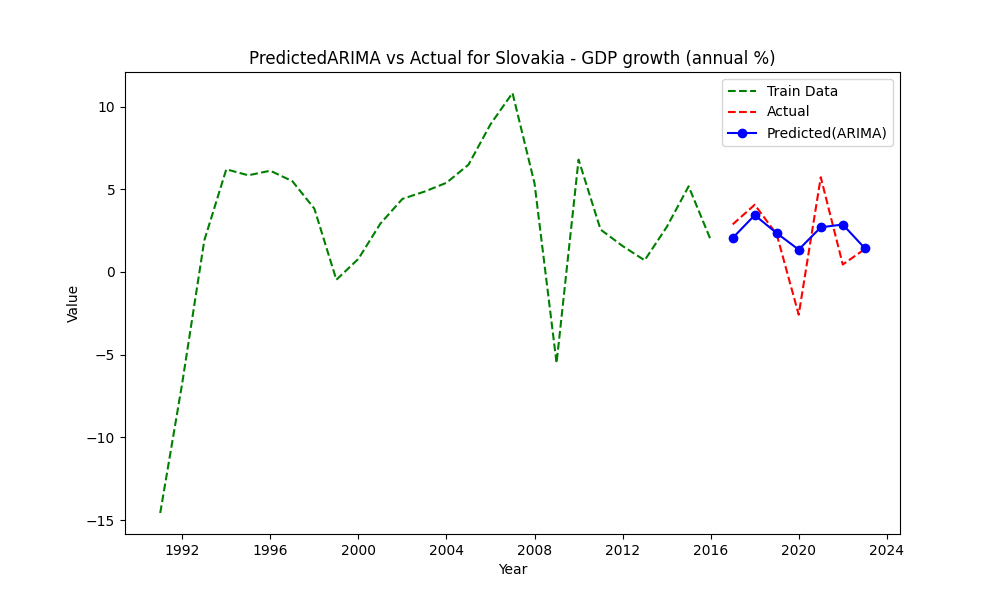 PredictedARIMA vs Actual for Slovakia - GDP growth (annual %)
Train Data
Actual
Predicted(ARIMA)
Value
10
5
0
−5
−10
−15
1992 1996 2000 2004 2008 2012 2016 2020 2024
Year